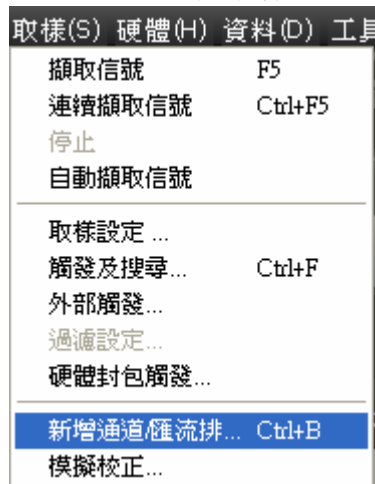 取樣(S) 硬體(H) 資料(D) 工具
擷取信號 F5
連續擷取信號 Ctrl+F5
停止
自動擷取信號
取樣設定 ...
觸發及搜尋... Ctrl+F
外部觸發...
過濾設定...
硬體封包觸發...
新增通道/匯流排... Ctrl+B
模擬校正...